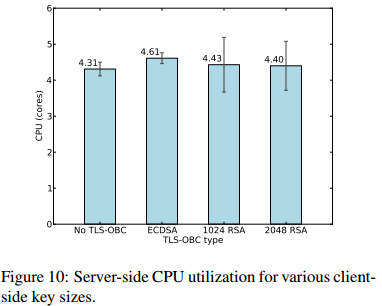 6
5
4
3
2
1
0
CPU (cores)
4.31
4.61
4.43
4.40
No TLS-OBC ECDSA 1024 RSA 2048 RSA
TLS-OBC type
Figure 10: Server-side CPU utilization for various client-
side key sizes.